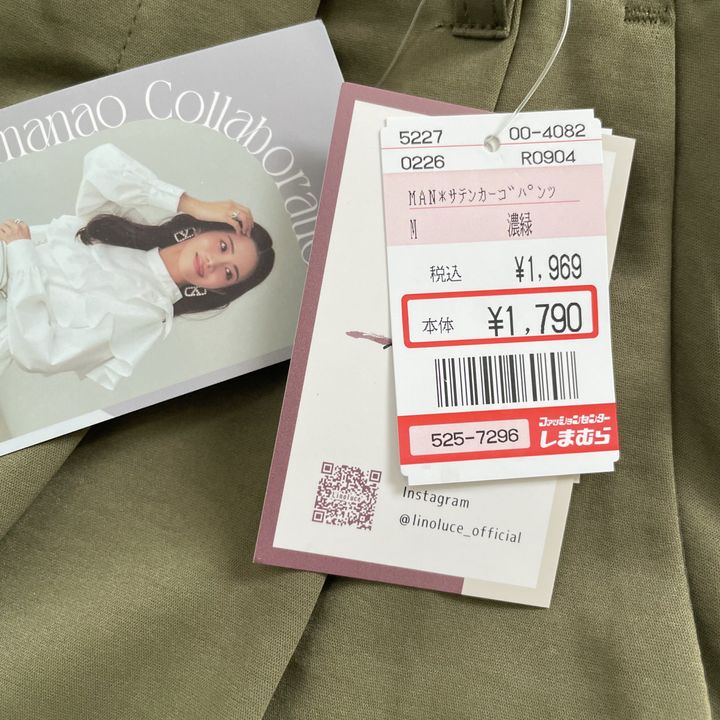 manao Collaboratio
5227 00-4082
0226 R0904
MAN＊サテンカーゴパンツ
M 濃緑
税込 ¥1,969
本体 ¥1,790
525-7296
ファッションセンター
しまむら
Linoluce
Instagram
@linoluce_official